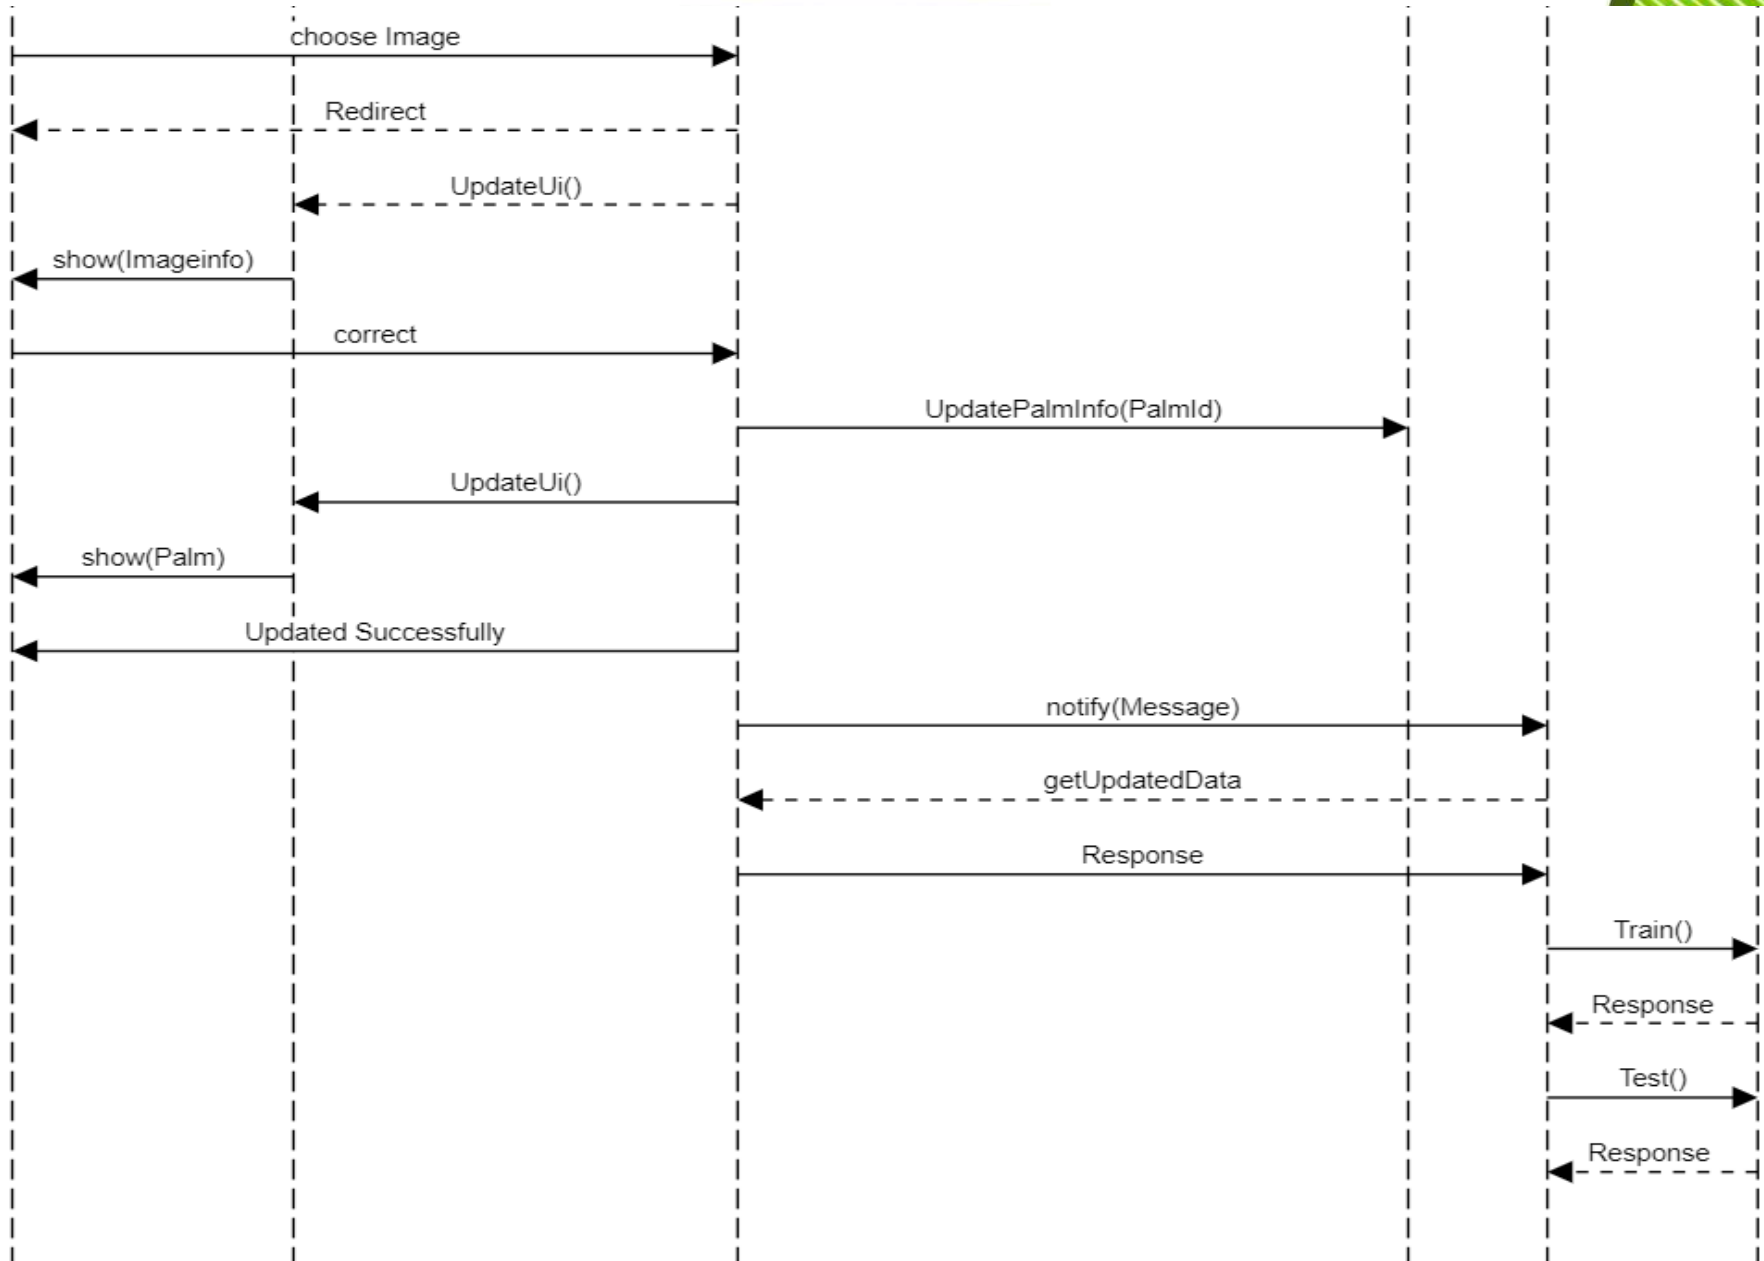 choose Image
Redirect
UpdateUi()
show(Imageinfo)
correct
UpdatePalmInfo(PalmId)
UpdateUi()
show(Palm)
Updated Successfully
notify(Message)
getUpdatedData
Response
Train()
Response
Test()
Response